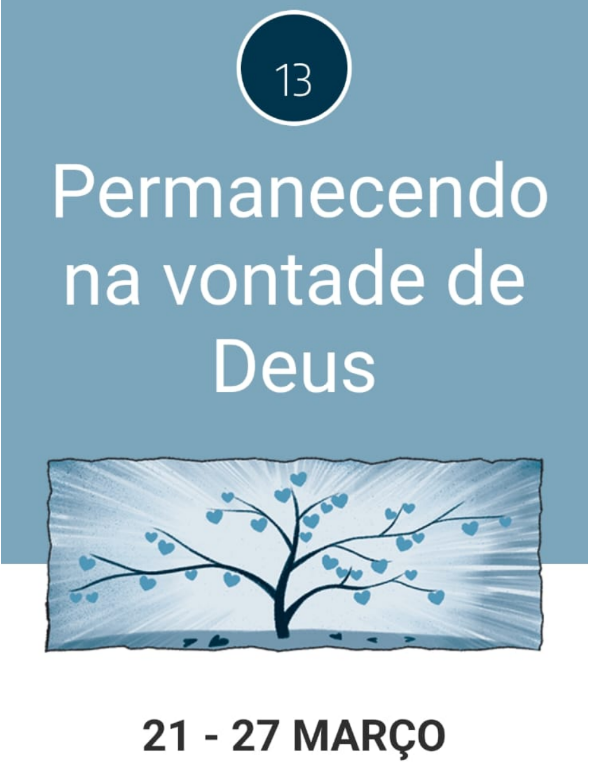 13
Permanecendo
na vontade de
Deus
21 - 27 MARÇO